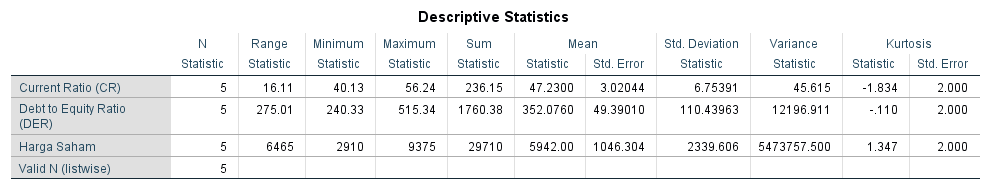 Descriptive Statistics
N Range Minimum Maximum Sum Mean Std. Deviation Variance Kurtosis
Statistic Statistic Statistic Statistic Statistic Statistic Std. Error Statistic Statistic Statistic Std. Error
Current Ratio (CR) 5 16.11 40.13 56.24 236.15 47.2300 3.02044 6.75391 45.615 -1.834 2.000
Debt to Equity Ratio 5 275.01 240.33 515.34 1760.38 352.0760 49.39010 110.43963 12196.911 -.110 2.000
(DER)
Harga Saham 5 6465 2910 9375 29710 5942.00 1046.304 2339.606 5473757.500 1.347 2.000
Valid N (listwise) 5